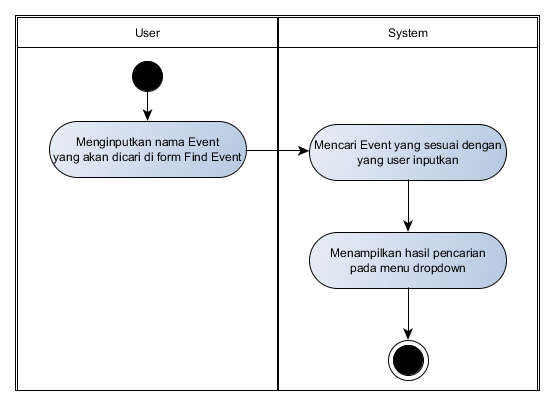 User
System
Menginputkan nama Event
yang akan dicari di form Find Event
Mencari Event yang sesuai dengan
yang user inputkan
Menampilkan hasil pencarian
pada menu dropdown